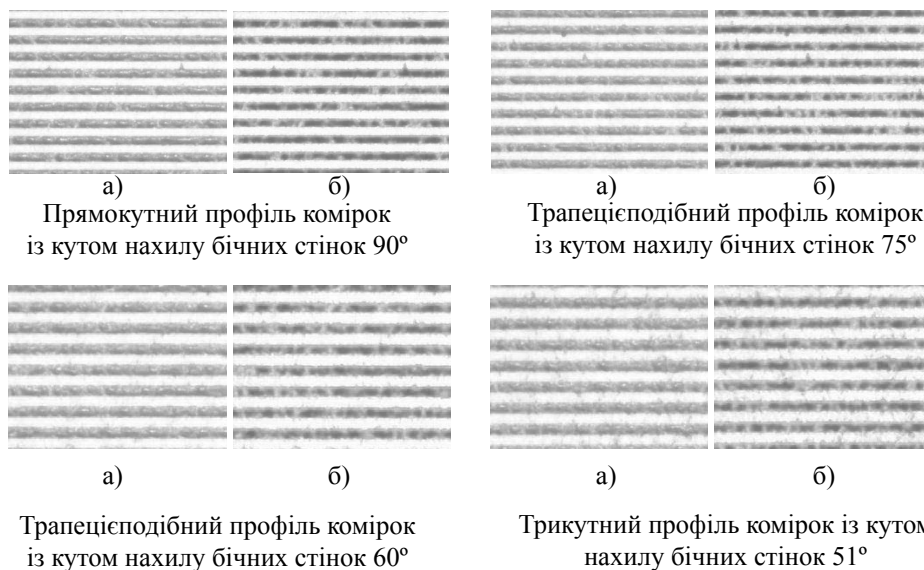 а)
б)
Прямокутний профіль комірок
із кутом нахилу бічних стінок 90º
а)
б)
Трапецієподібний профіль комірок
із кутом нахилу бічних стінок 75º
а)
б)
Трапецієподібний профіль комірок
із кутом нахилу бічних стінок 60º
а)
б)
Трикутний профіль комірок із кутом
нахилу бічних стінок 51º